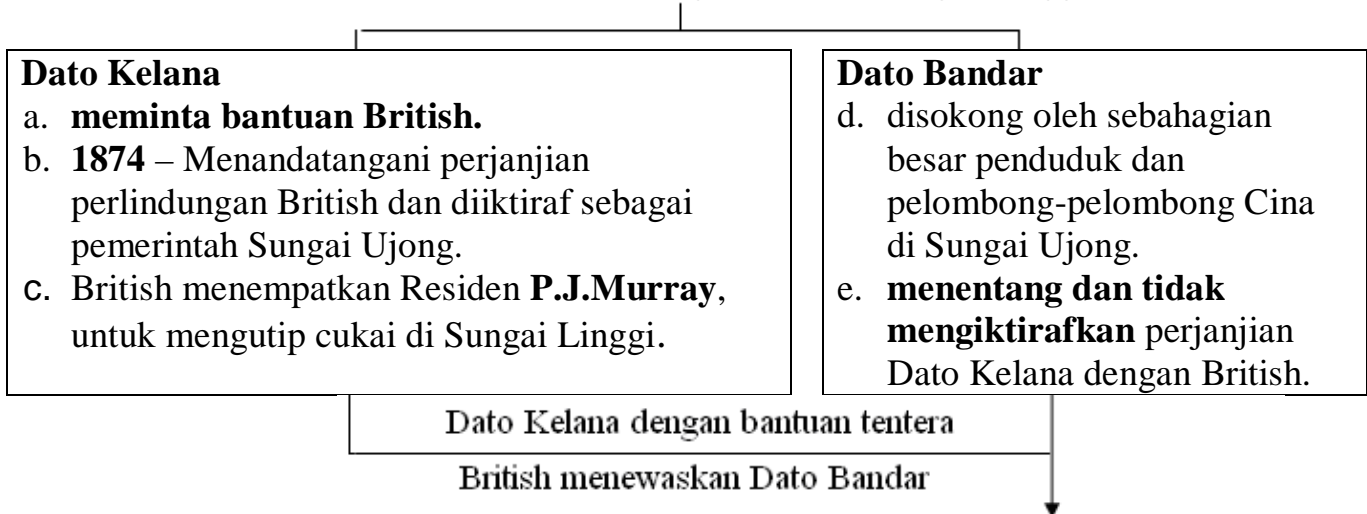 Dato Kelana
a. meminta bantuan British.
b. 1874 – Menandatangani perjanjian
perlindungan British dan diiktiraf sebagai
pemerintah Sungai Ujong.
c. British menempatkan Residen P.J.Murray,
untuk mengutip cukai di Sungai Linggi.
Dato Bandar
d. disokong oleh sebahagian
besar penduduk dan
pelombong-pelombong Cina
di Sungai Ujong.
e. menentang dan tidak
mengiktirafkan perjanjian
Dato Kelana dengan British.
Dato Kelana dengan bantuan tentera
British menewaskan Dato Bandar